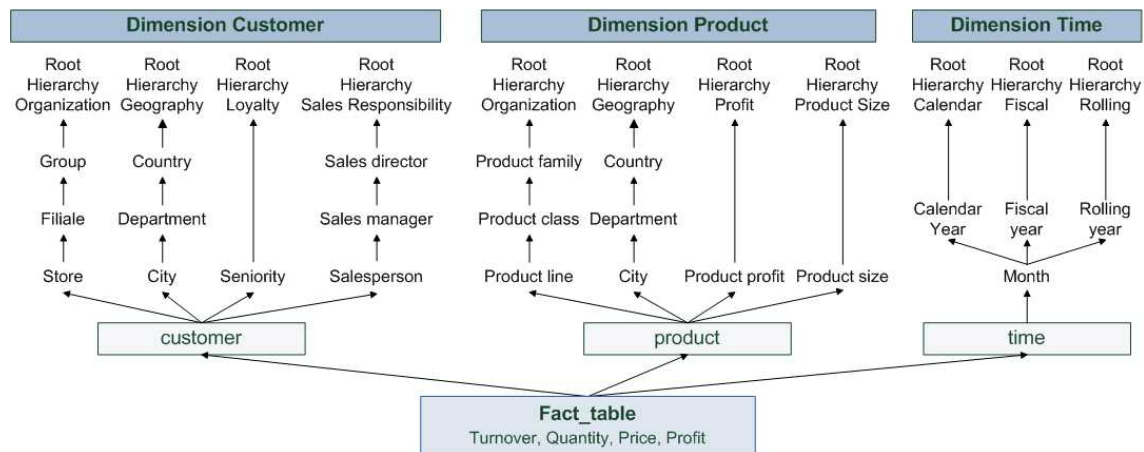 Dimension Customer
Dimension Product
Dimension Time
Root Hierarchy Organization
Root Hierarchy Geography
Root Hierarchy Loyalty
Root Hierarchy Sales Responsibility
Root Hierarchy Organization
Root Hierarchy Geography
Root Hierarchy Profit
Root Hierarchy Product Size
Root Hierarchy Calendar
Root Hierarchy Fiscal
Root Hierarchy Rolling
Group
Country
Sales director
Product family
Country
Filiale
Department
Sales manager
Product class
Department
Calendar Year
Fiscal year
Rolling year
Store
City
Seniority
Salesperson
Product line
City
Product profit
Product size
Month
customer
product
time
Fact_table
Turnover, Quantity, Price, Profit